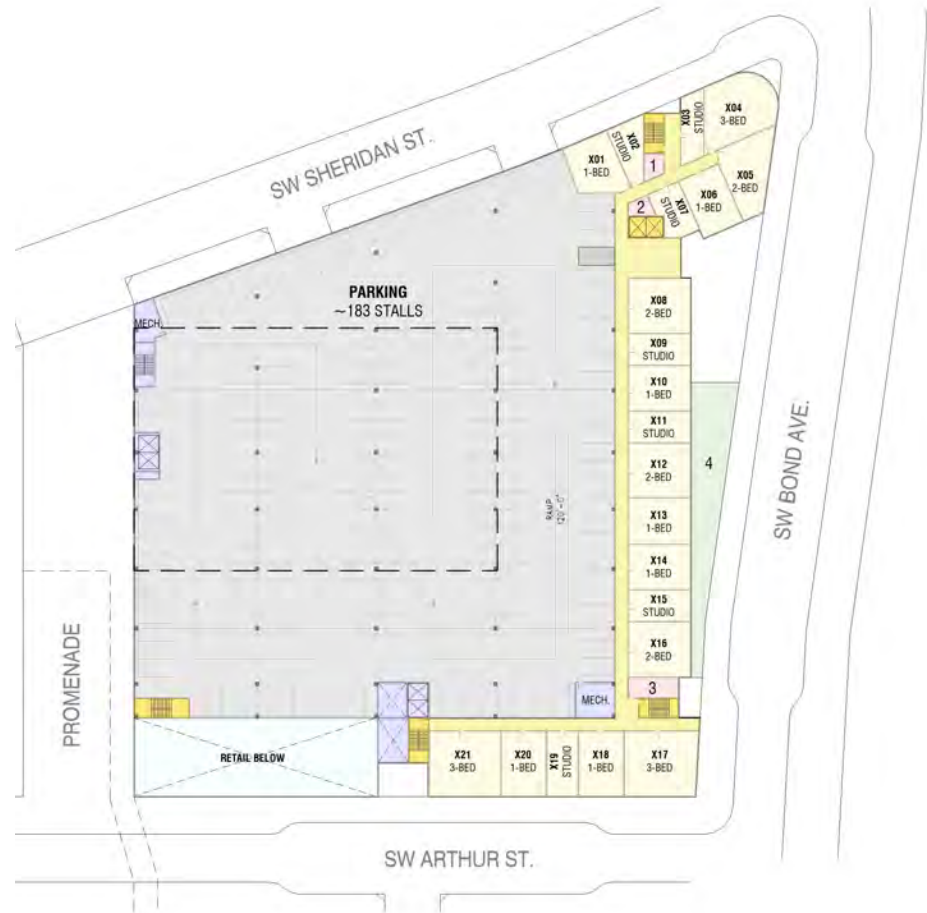 SW SHERIDAN ST.
X03
STUDIO
X04
3-BED
X02
STUDIO
X01
1-BED
1
X05
2-BED
X06
1-BED
X07
STUDIO
2
PARKING
~183 STALLS
MECH.
X08
2-BED
X09
STUDIO
X10
1-BED
X11
STUDIO
X12
2-BED
4
SW BOND AVE.
RAMP
120'-0"
X13
1-BED
X14
1-BED
X15
STUDIO
X16
2-BED
PROMENADE
3
MECH.
RETAIL BELOW
X21
3-BED
X20
1-BED
X19
STUDIO
X18
1-BED
X17
3-BED
SW ARTHUR ST.